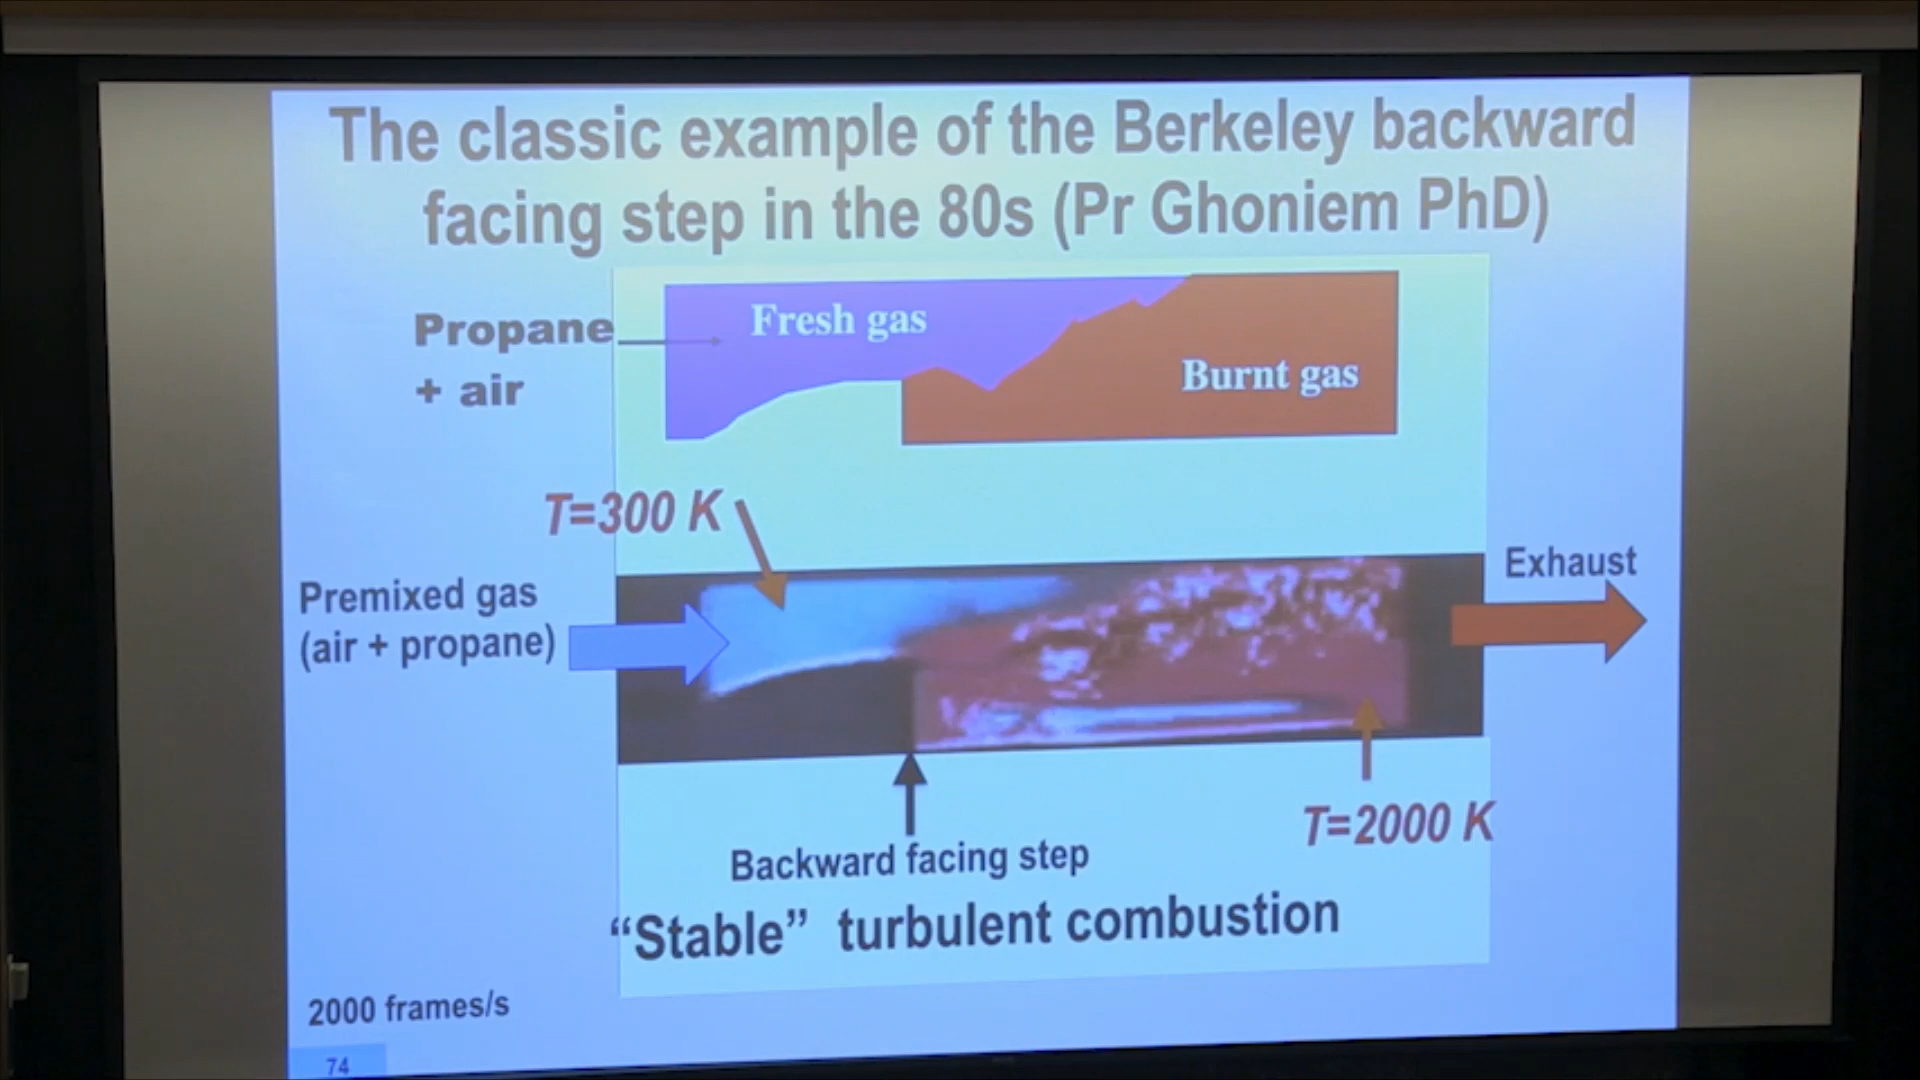 The classic example of the Berkeley backward
facing step in the 80s (Pr Ghoniem PhD)
Propane
+ air
Fresh gas
Burnt gas
T=300 K
Premixed gas
(air + propane)
Exhaust
T=2000 K
Backward facing step
“Stable” turbulent combustion
2000 frames/s
74